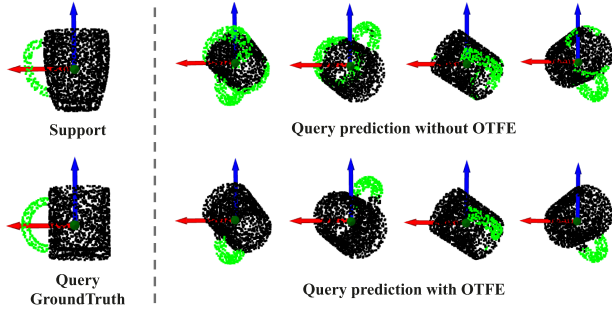 Support
Query prediction without OTFE
Query
GroundTruth
Query prediction with OTFE